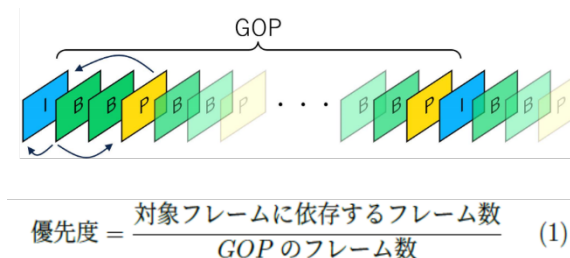 GOP
I B B P B B P ・・・ B B P I B B P
優先度 = 対象フレームに依存するフレーム数 / GOP のフレーム数 (1)